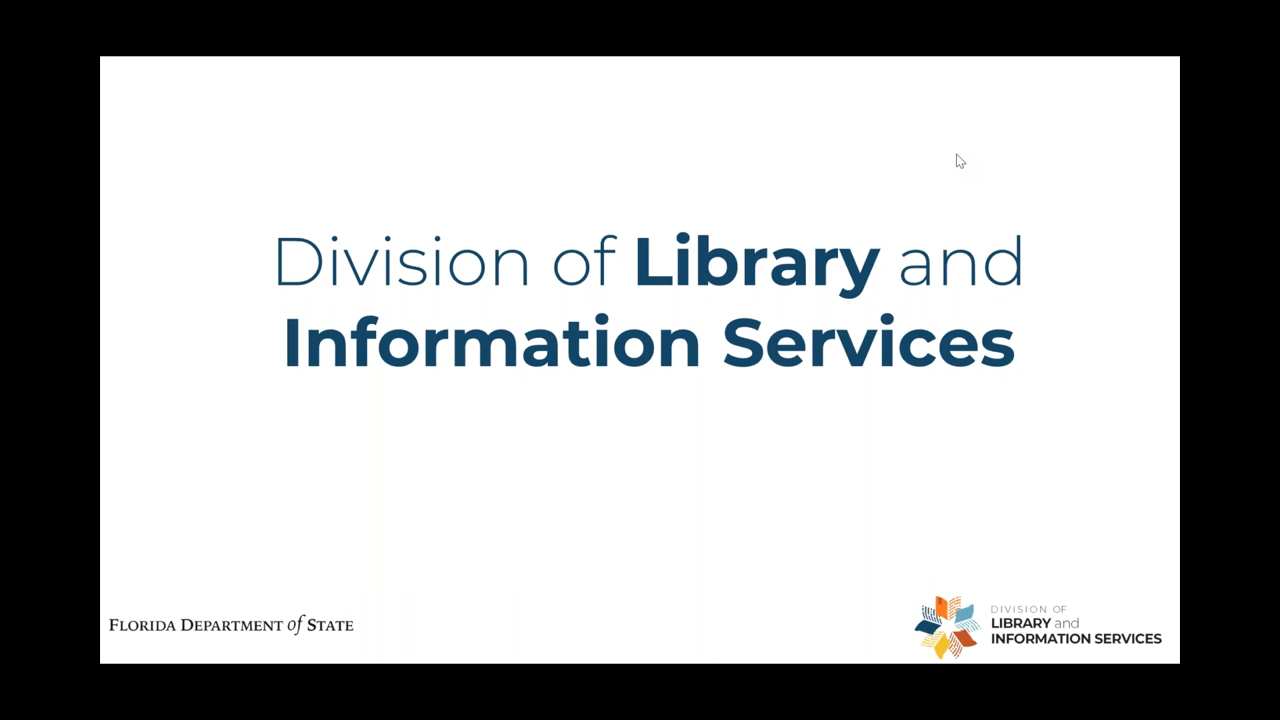 Division of Library and
Information Services
FLORIDA DEPARTMENT of STATE
DIVISION OF
LIBRARY and
INFORMATION SERVICES